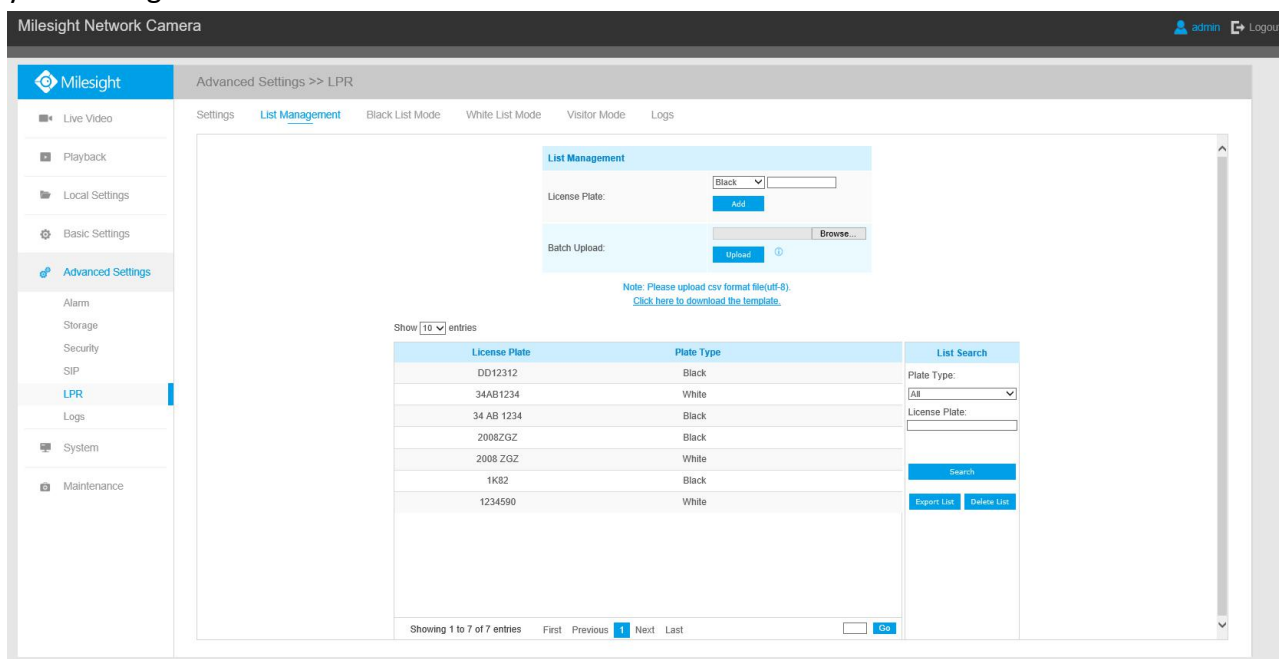 Milesight Network Camera
admin Logou
Milesight
Advanced Settings >> LPR
Live Video
Playback
Local Settings
Basic Settings
Advanced Settings
Alarm
Storage
Security
SIP
LPR
Logs
System
Maintenance
Settings List Management Black List Mode White List Mode Visitor Mode Logs
List Management
License Plate:
Black
Add
Batch Upload:
Browse...
Upload
Note: Please upload csv format file(utf-8).
Click here to download the template.
Show 10 entries
License Plate Plate Type
DD12312 Black
34AB1234 White
34 AB 1234 Black
2008ZGZ Black
2008 ZGZ White
1K82 Black
1234590 White
Showing 1 to 7 of 7 entries First Previous 1 Next Last Go
List Search
Plate Type:
All
License Plate:
Search
Export List Delete List